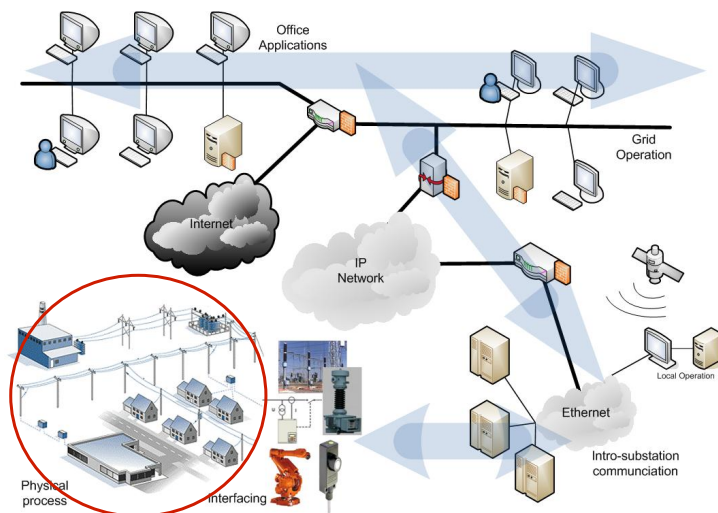 Office
Applications
Grid
Operation
Internet
IP
Network
Local Operation
Ethernet
Intro-substation
communciation
Physical
process
Interfacing